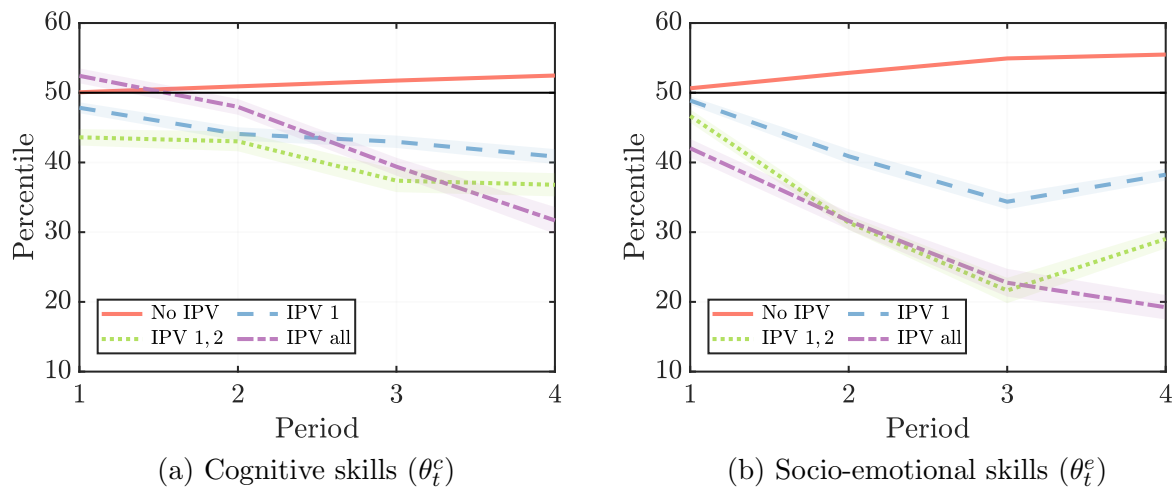 60
50
40
30
20
10
Percentile
No IPV
IPV 1
IPV 1, 2
IPV all
1 2 3 4
Period
(a) Cognitive skills (θ_t^c)
60
50
40
30
20
10
Percentile
No IPV
IPV 1
IPV 1, 2
IPV all
1 2 3 4
Period
(b) Socio-emotional skills (θ_t^e)